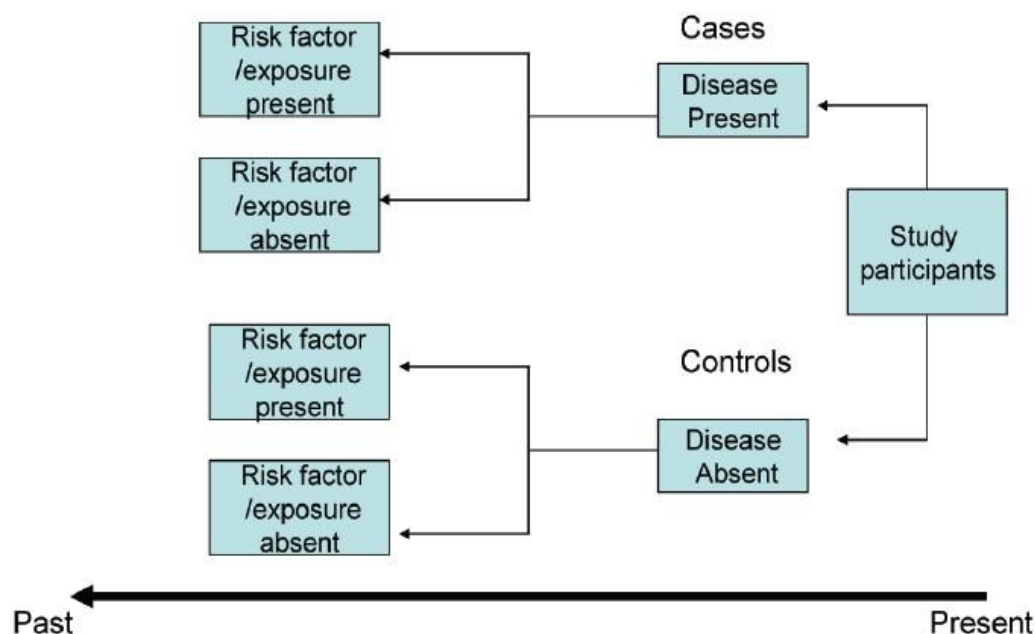 Risk factor
/exposure
present
Cases
Disease
Present
Risk factor
/exposure
absent
Study
participants
Risk factor
/exposure
present
Controls
Disease
Absent
Risk factor
/exposure
absent
Past
Present